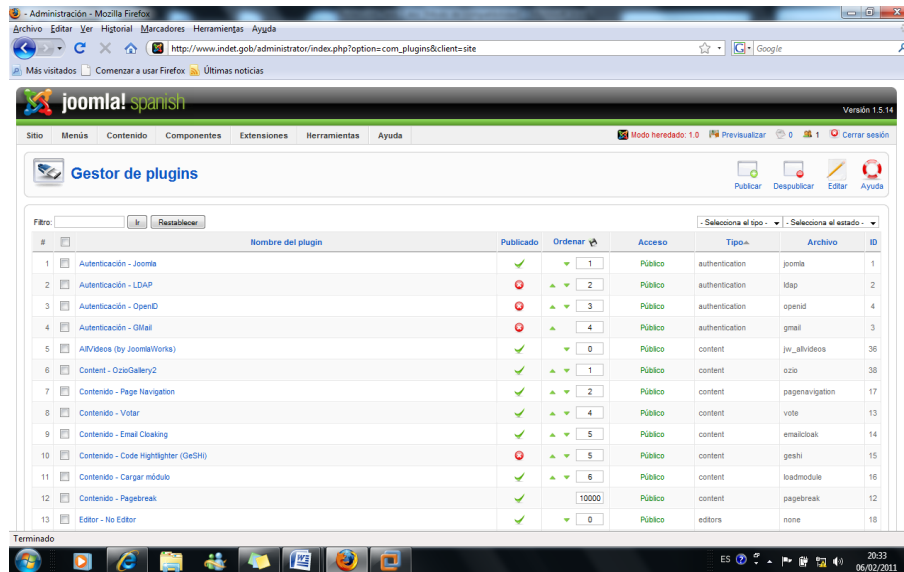 - Administración - Mozilla Firefox
Archivo Editar Ver Historial Marcadores Herramientas Ayuda
http://www.indet.gob/administrator/index.php?option=com_plugins&client=site
G Google
Más visitados Comenzar a usar Firefox Últimas noticias
joomla! spanish
Versión 1.5.14
Sitio Menús Contenido Componentes Extensiones Herramientas Ayuda Modo heredado: 1.0 Previsualizar 0 1 Cerrar sesión
Gestor de plugins
Publicar Despublicar Editar Ayuda
Filtro: Ir Restablecer - Selecciona el tipo - - Selecciona el estado -
# Nombre del plugin Publicado Ordenar Acceso Tipo Archivo ID
1 Autenticación - Joomla 1 Público authentication joomla 1
2 Autenticación - LDAP 2 Público authentication ldap 2
3 Autenticación - OpenID 3 Público authentication openid 4
4 Autenticación - GMail 4 Público authentication gmail 3
5 AllVideos (by JoomlaWorks) 0 Público content jw_allvideos 36
6 Content - OzioGallery2 1 Público content ozio 38
7 Contenido - Page Navigation 2 Público content pagenavigation 17
8 Contenido - Votar 4 Público content vote 13
9 Contenido - Email Cloaking 5 Público content emailcloak 14
10 Contenido - Code Hightlighter (GeSHi) 5 Público content geshi 15
11 Contenido - Cargar módulo 6 Público content loadmodule 16
12 Contenido - Pagebreak 10000 Público content pagebreak 12
13 Editor - No Editor 0 Público editors none 18
Terminado
ES 20:33
06/02/2011